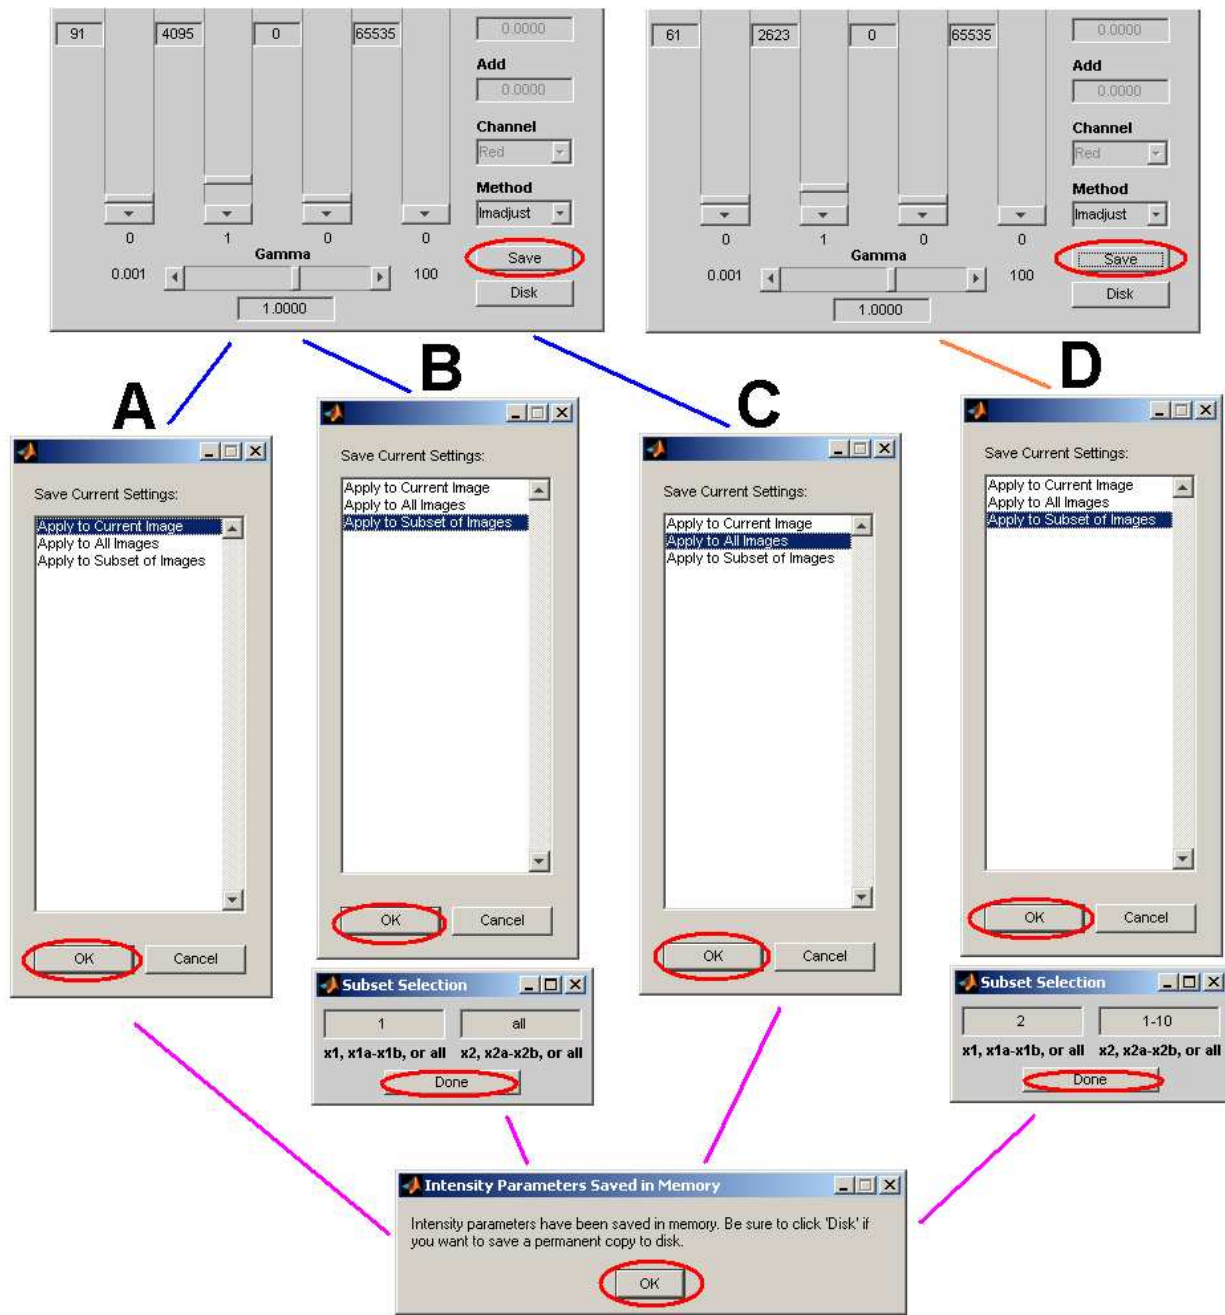 91 4095 0 65535
0.0000
Add
0.0000
Channel
Red
Method
Imadjust
0 1 0 0
Gamma
0.001 100
1.0000
Save
Disk
61 2623 0 65535
0.0000
Add
0.0000
Channel
Red
Method
Imadjust
0 1 0 0
Gamma
0.001 100
1.0000
Save
Disk
A
Save Current Settings:
Apply to Current Image
Apply to All Images
Apply to Subset of Images
OK Cancel
B
Save Current Settings:
Apply to Current Image
Apply to All Images
Apply to Subset of Images
OK Cancel
Subset Selection
1 all
x1, x1a-x1b, or all x2, x2a-x2b, or all
Done
C
Save Current Settings:
Apply to Current Image
Apply to All Images
Apply to Subset of Images
OK Cancel
D
Save Current Settings:
Apply to Current Image
Apply to All Images
Apply to Subset of Images
OK Cancel
Subset Selection
2 1-10
x1, x1a-x1b, or all x2, x2a-x2b, or all
Done
Intensity Parameters Saved in Memory
Intensity parameters have been saved in memory. Be sure to click 'Disk' if
you want to save a permanent copy to disk.
OK